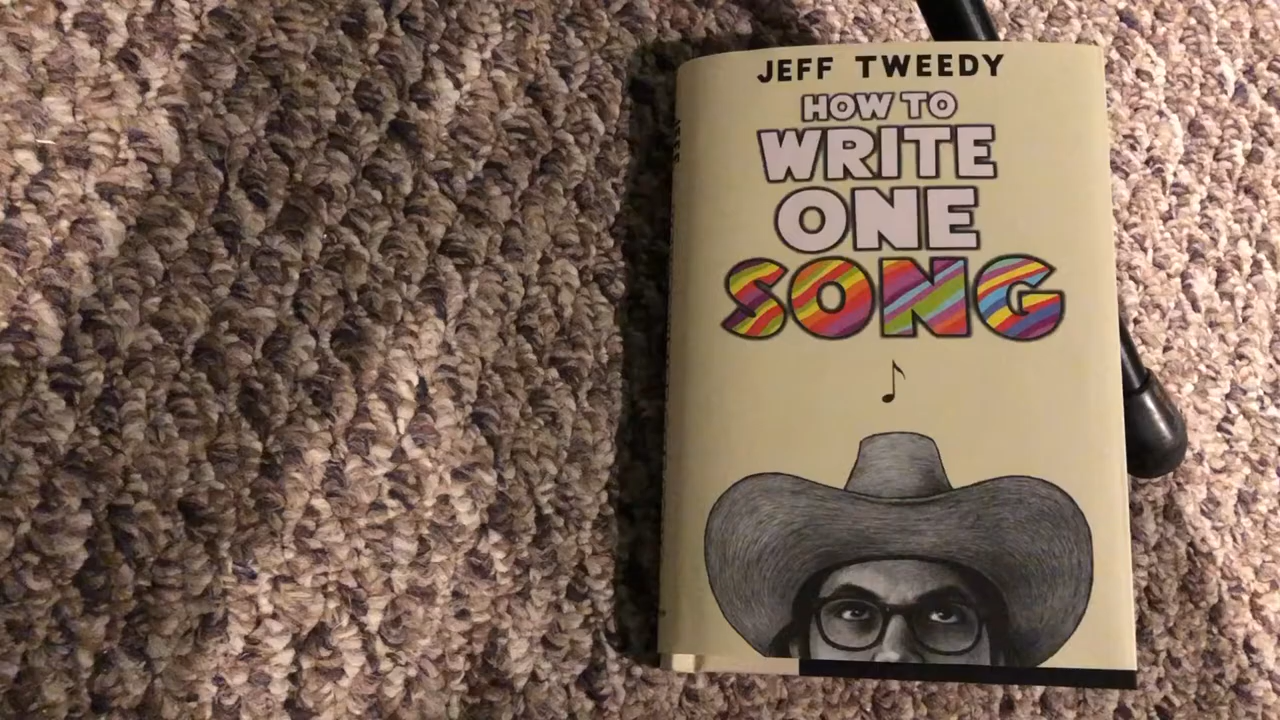 JEFF TWEEDY
HOW TO
WRITE
ONE
SONG